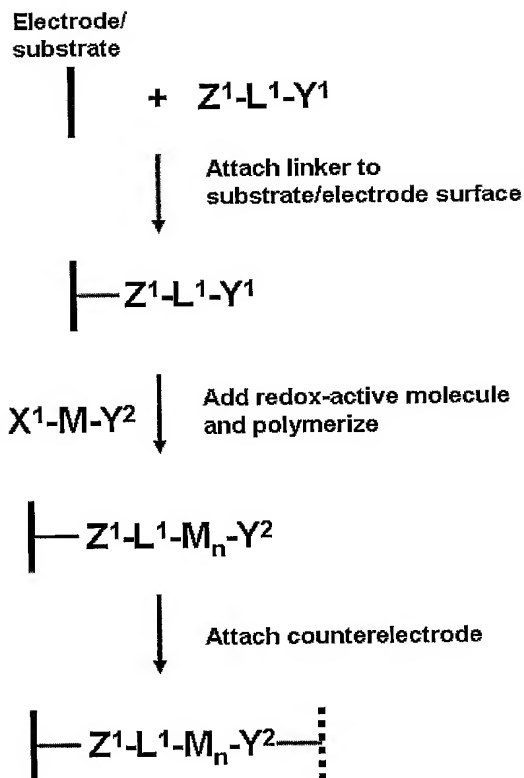 Electrode/
substrate
+ Z¹-L¹-Y¹
Attach linker to
substrate/electrode surface
Z¹-L¹-Y¹
X¹-M-Y²
Add redox-active molecule
and polymerize
Z¹-L¹-Mₙ-Y²
Attach counterelectrode
Z¹-L¹-Mₙ-Y²